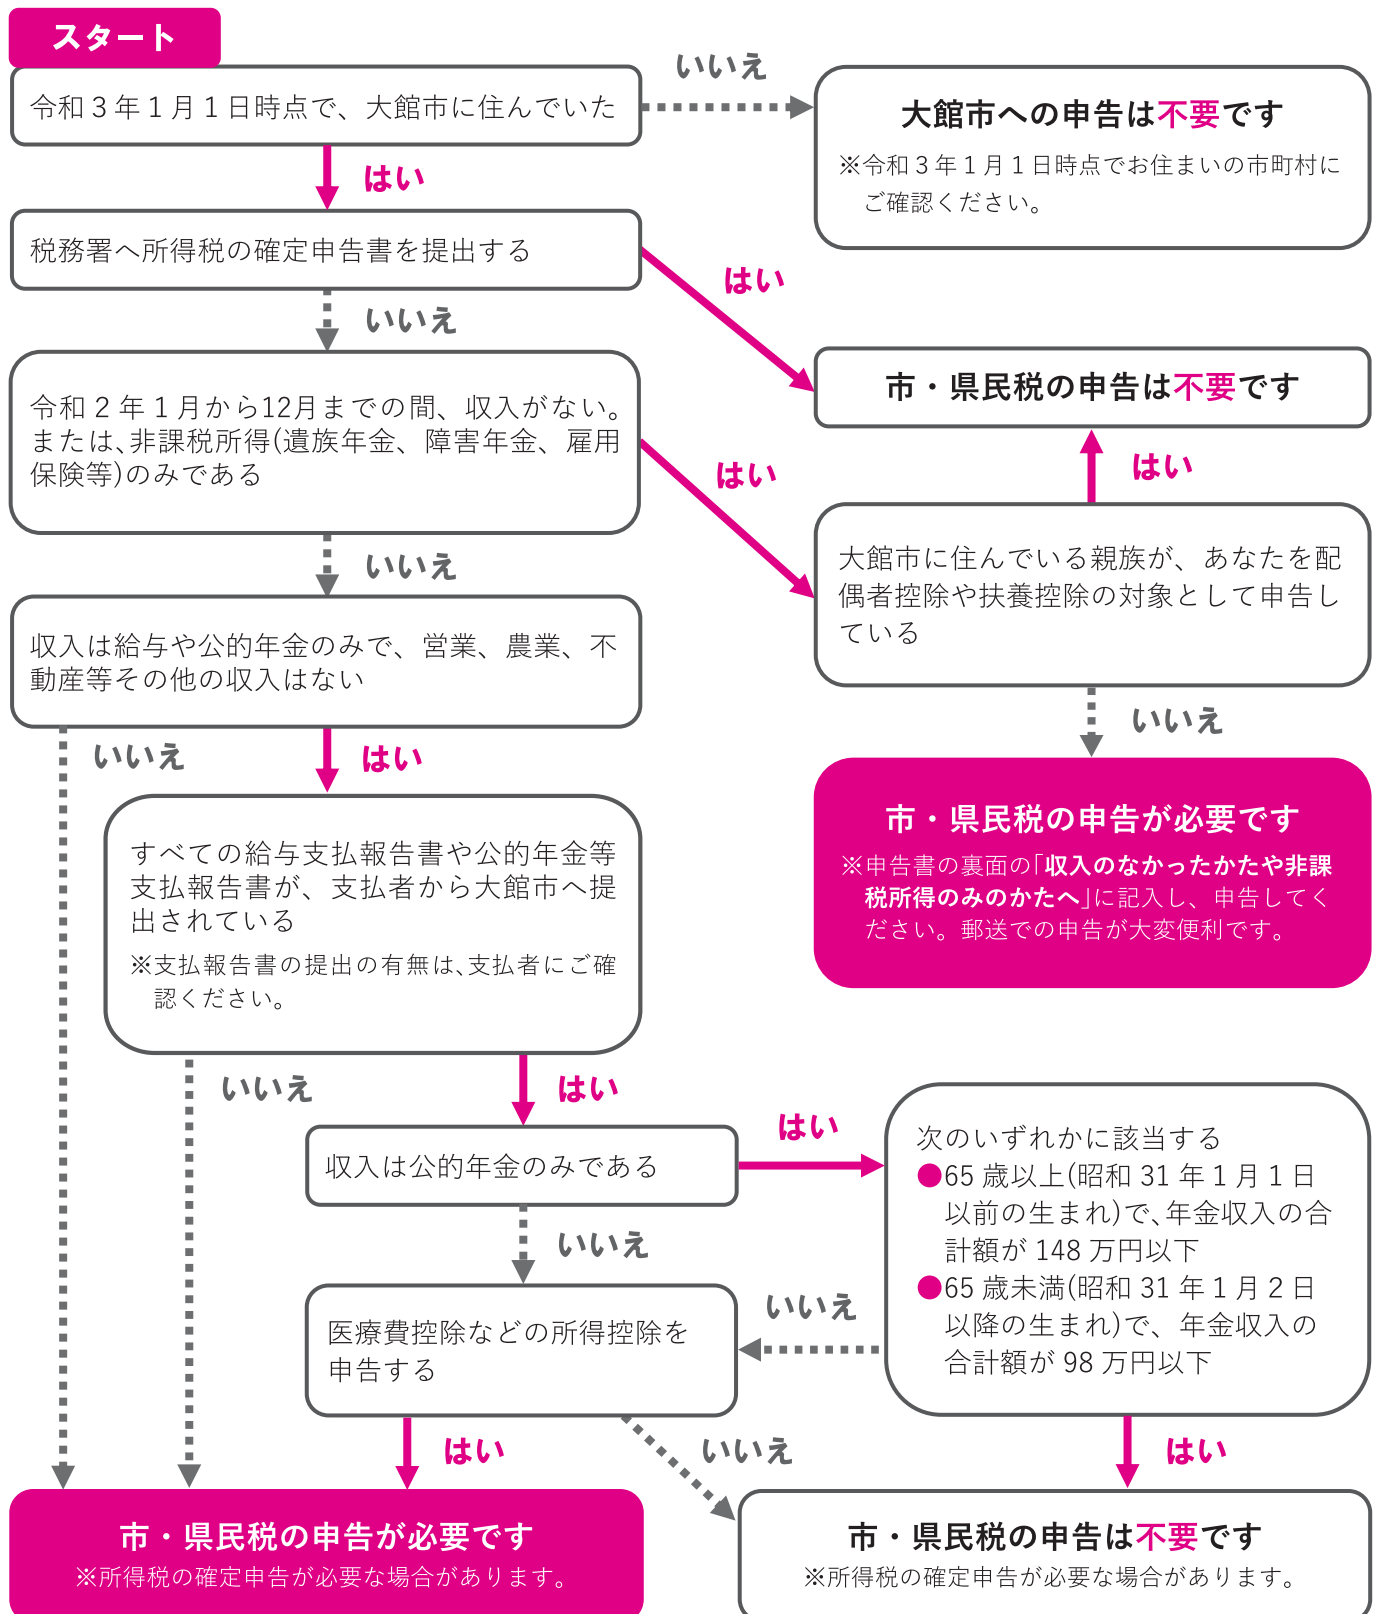 スタート
令和３年１月１日時点で、大館市に住んでいた
いいえ
大館市への申告は不要です
※令和３年１月１日時点でお住まいの市町村に
ご確認ください。
はい
税務署へ所得税の確定申告書を提出する
はい
いいえ
市・県民税の申告は不要です
令和２年１月から12月までの間、収入がない。
または、非課税所得(遺族年金、障害年金、雇用
保険等)のみである
はい
はい
大館市に住んでいる親族が、あなたを配
偶者控除や扶養控除の対象として申告し
ている
いいえ
収入は給与や公的年金のみで、営業、農業、不
動産等その他の収入はない
いいえ
いいえ
はい
市・県民税の申告が必要です
※申告書の裏面の「収入のなかったかたや非課
税所得のみのかたへ」に記入し、申告してく
ださい。郵送での申告が大変便利です。
すべての給与支払報告書や公的年金等
支払報告書が、支払者から大館市へ提
出されている
※支払報告書の提出の有無は、支払者にご確
認ください。
いいえ
はい
収入は公的年金のみである
はい
次のいずれかに該当する
●65 歳以上(昭和 31 年１月１日
以前の生まれ)で、年金収入の合
計額が 148 万円以下
●65 歳未満(昭和 31 年１月２日
以降の生まれ)で、年金収入の
合計額が 98 万円以下
いいえ
いいえ
医療費控除などの所得控除を
申告する
はい
いいえ
はい
市・県民税の申告が必要です
※所得税の確定申告が必要な場合があります。
市・県民税の申告は不要です
※所得税の確定申告が必要な場合があります。